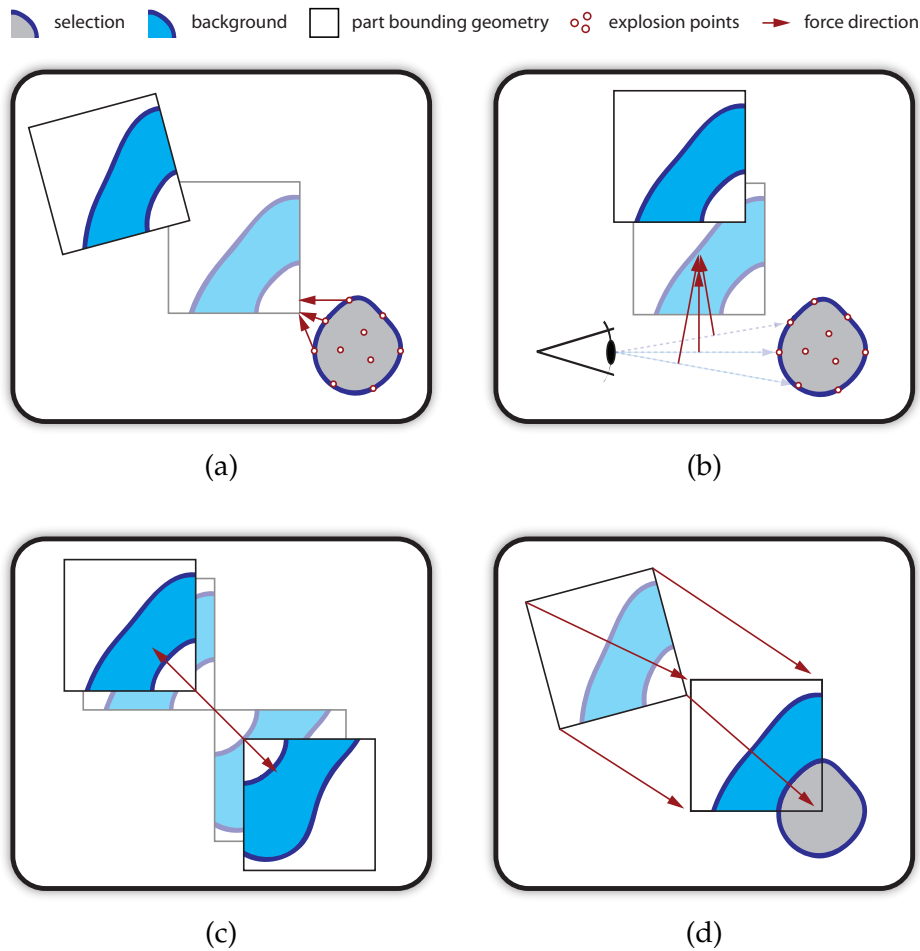 selection background part bounding geometry explosion points force direction
(a)
(b)
(c)
(d)